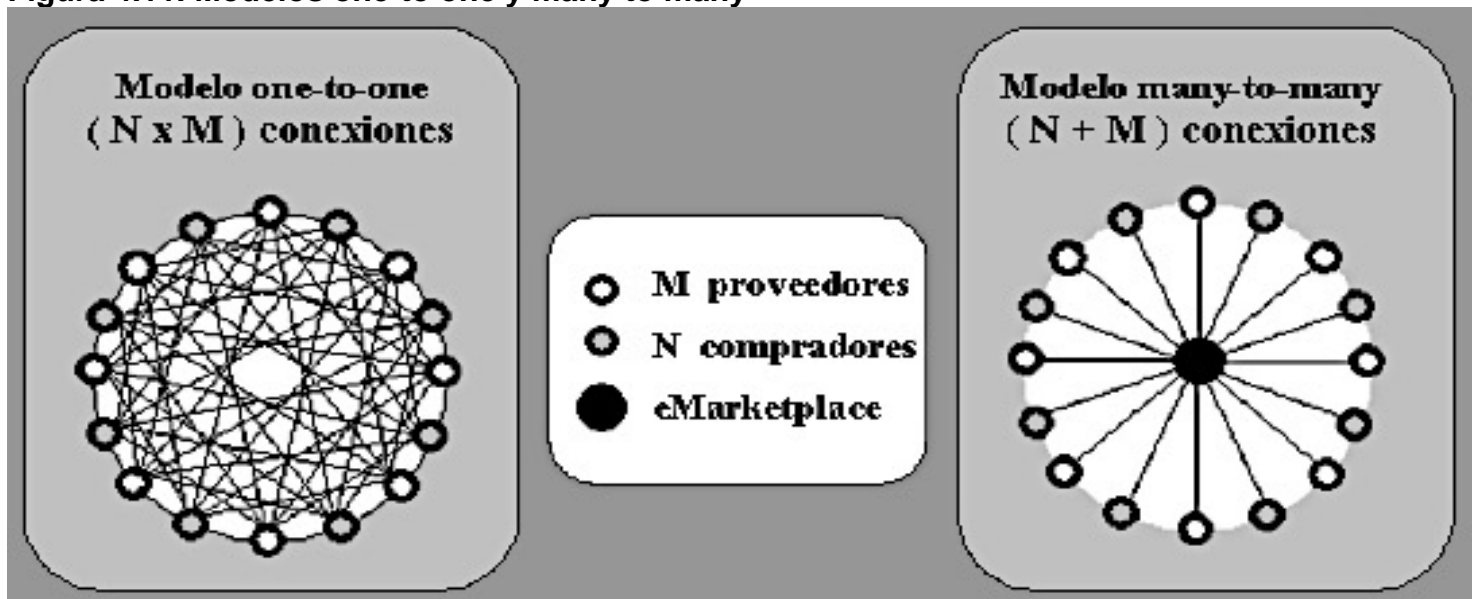 Modelo one-to-one
( N x M ) conexiones
M proveedores
N compradores
eMarketplace
Modelo many-to-many
( N + M ) conexiones